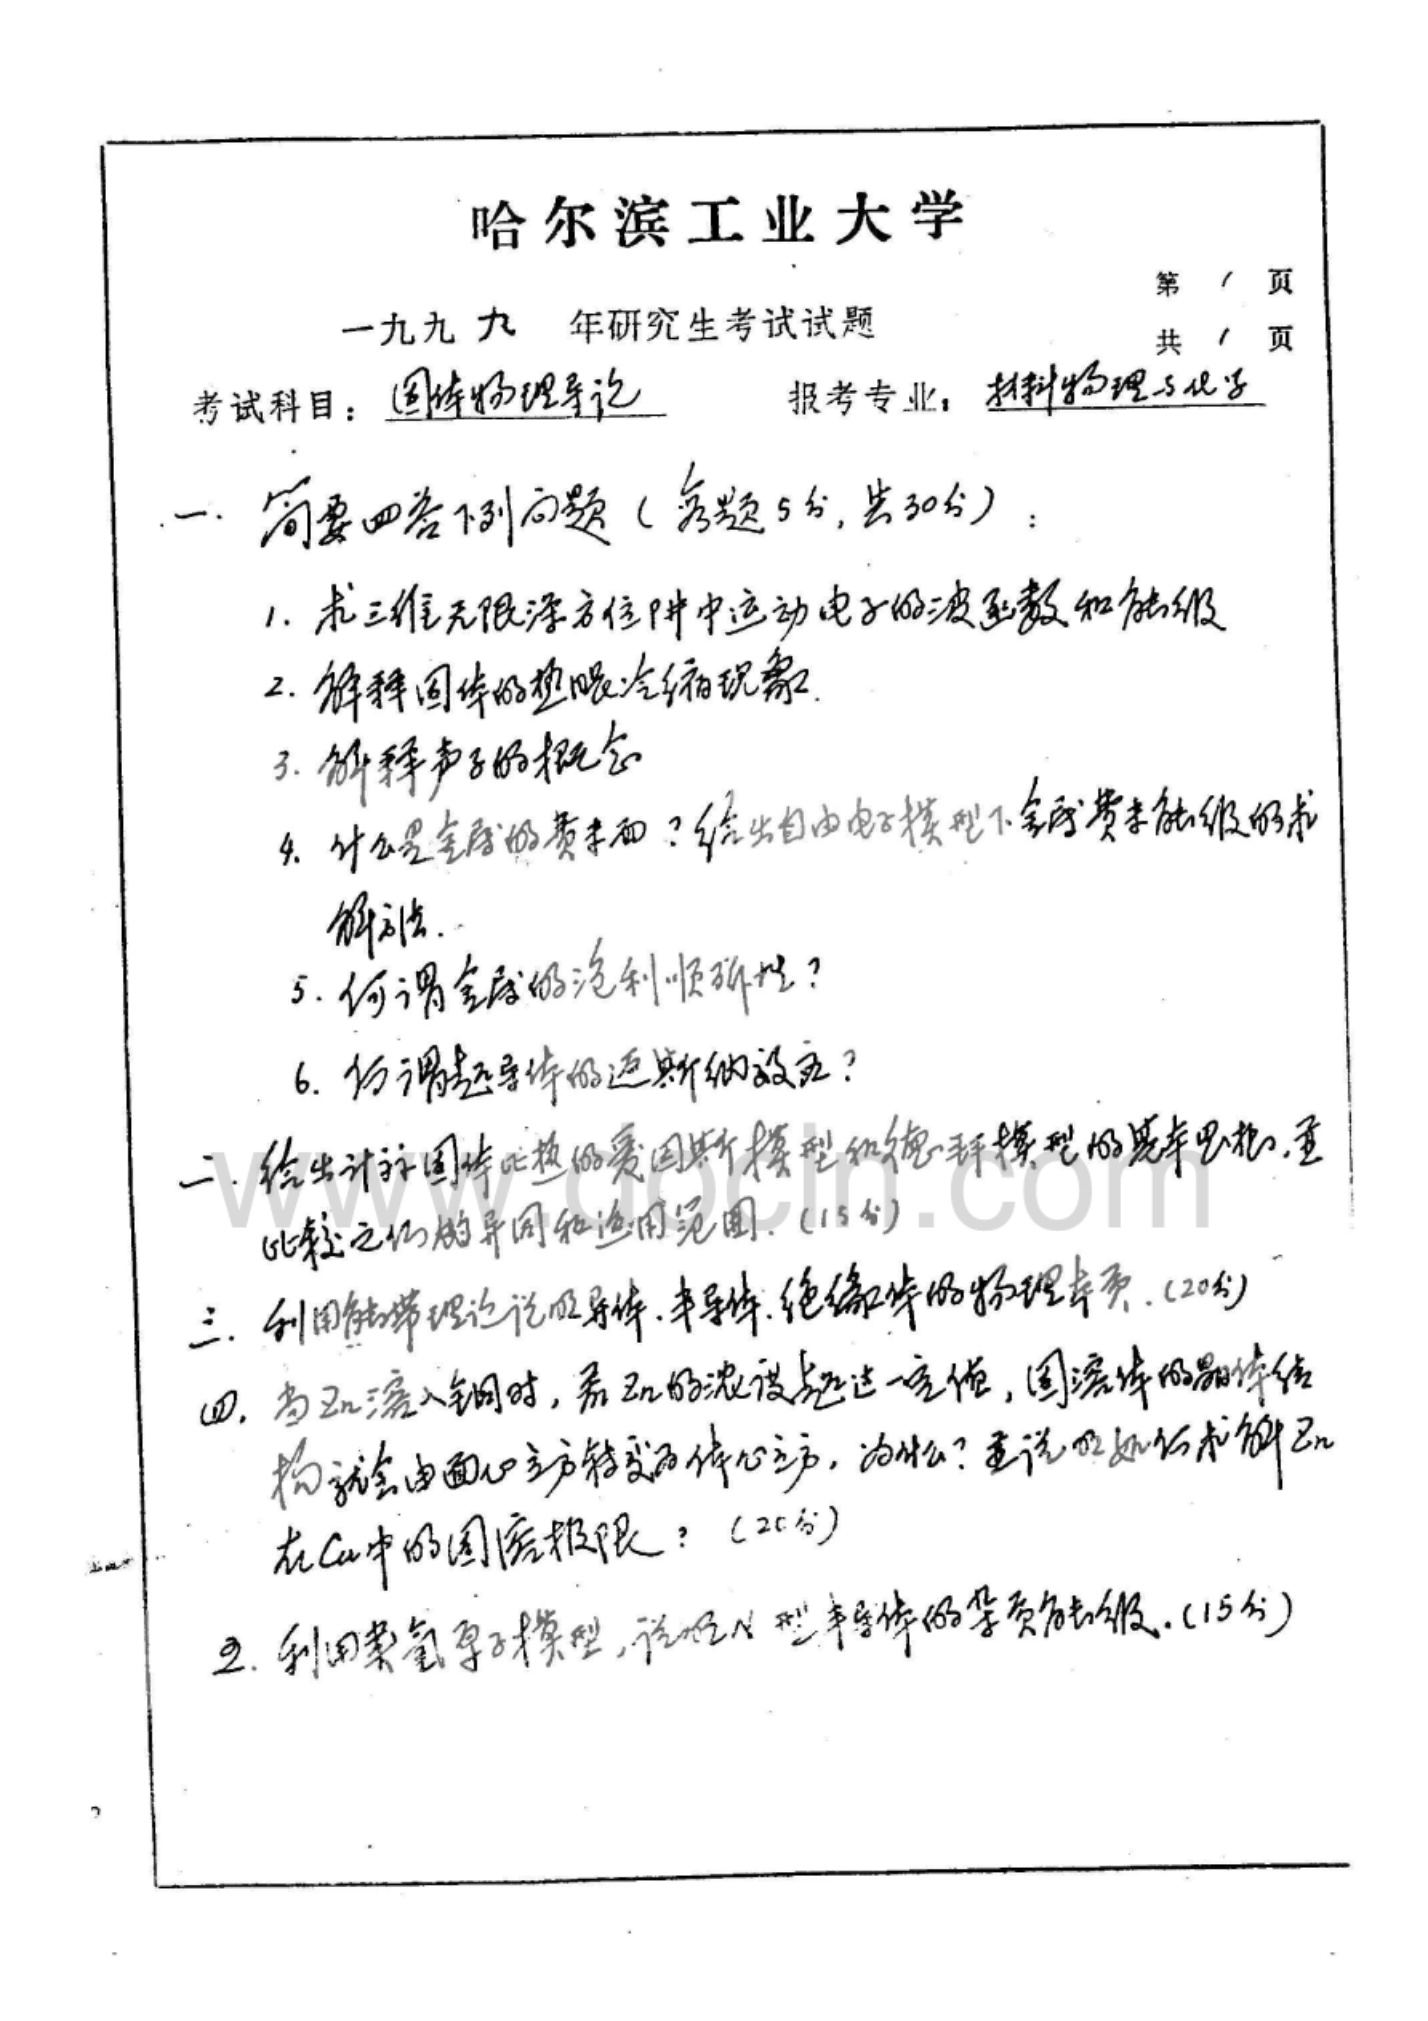 哈尔滨工业大学
第 1 页
一九九九 年研究生考试试题
共 1 页
考试科目：固体物理导论 报考专业：材料物理与化学
一. 简要回答下列问题（每题5分，共30分）：
1. 求三维无限深方位阱中运动电子的波函数和能级
2. 解释固体的热胀冷缩现象.
3. 解释声子的概念
4. 什么是金属的费米面？给出自由电子模型下金属费米能级的求
解方法.
5. 何谓金属的泡利顺磁性？
6. 何谓超导体的迈斯纳效应？
二. 给出计算固体比热的爱因斯模型和德拜模型的基本思想，并
比较之们的异同和适用范围.（15分）
www.docin.com
三. 利用能带理论说明导体、半导体、绝缘体的物理本质.（20分）
四. 当Zn溶入铜时，若Zn的浓度超过一定值，固溶体的晶体结
构就会由面心立方转变为体心立方，为什么？并说明如何求解Zn
在Cu中的固溶极限？（20分）
五. 利用类氢原子模型，说明N型半导体的杂质能级.（15分）